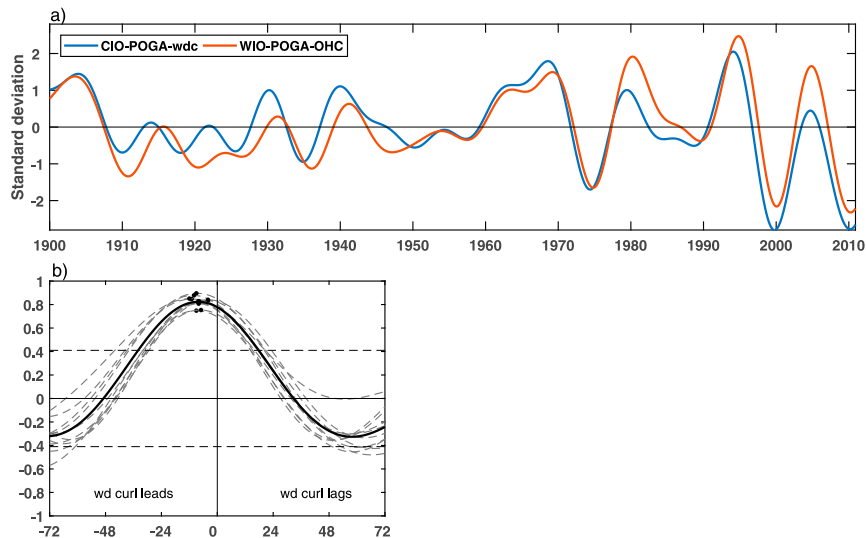 a)
CIO-POGA-wdc WIO-POGA-OHC
Standard deviation
2
1
0
-1
-2
1900 1910 1920 1930 1940 1950 1960 1970 1980 1990 2000 2010
b)
1
0.8
0.6
0.4
0.2
0
-0.2
-0.4
-0.6
-0.8
-1
wd curl leads wd curl lags
-72 -48 -24 0 24 48 72